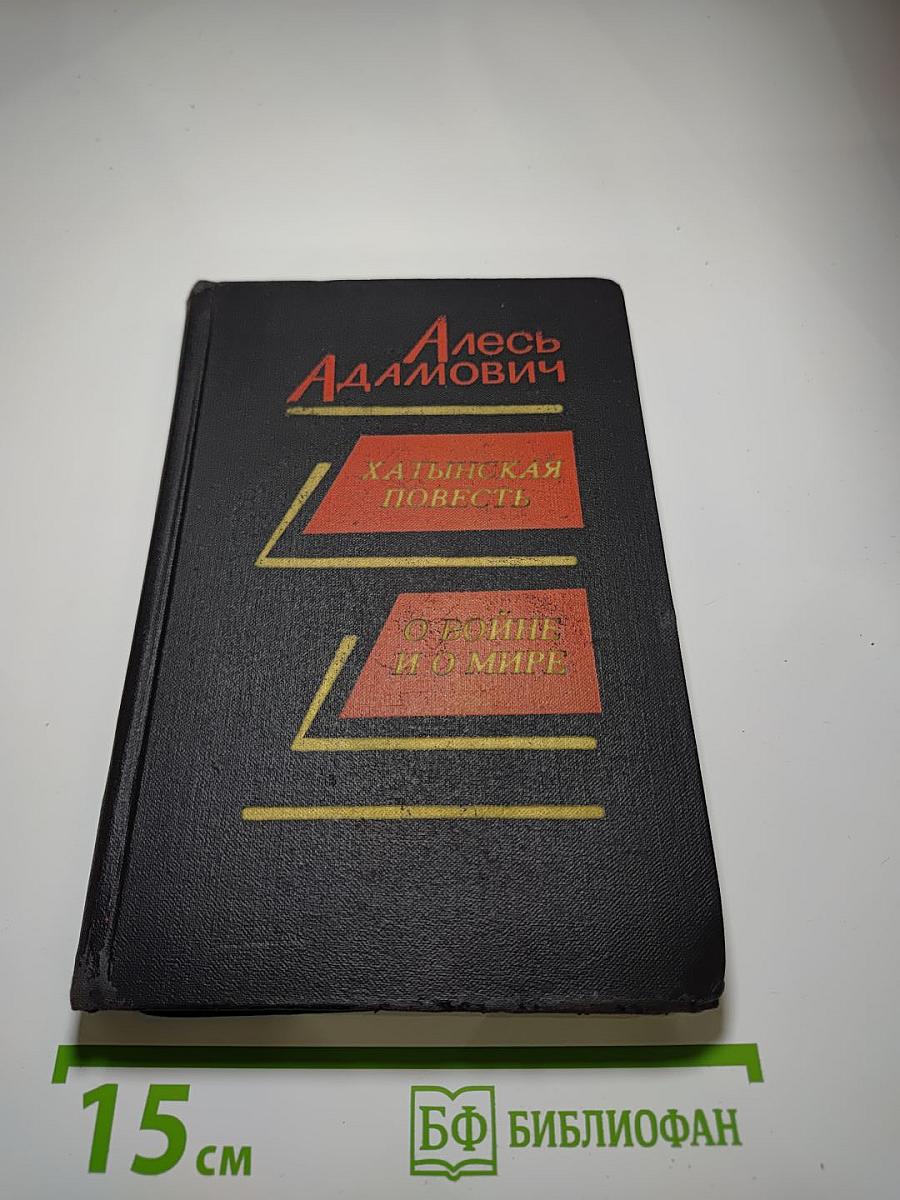 Алесь
Адамович
ХАТЫНСКАЯ
ПОВЕСТЬ
О ВОЙНЕ
И О МИРЕ
15 см
БФ БИБЛИОФАН